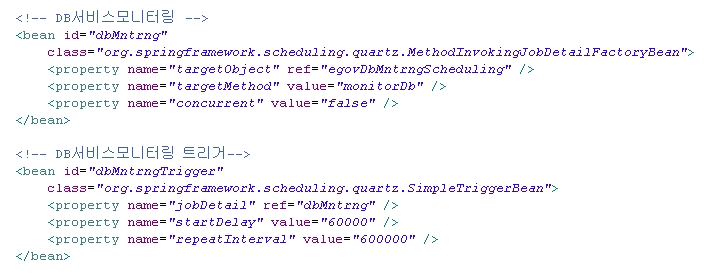 <!-- DB서비스모니터링 -->
<bean id="dbMntrng"
class="org.springframework.scheduling.quartz.MethodInvokingJobDetailFactoryBean">
<property name="targetObject" ref="egovDbMntrngScheduling" />
<property name="targetMethod" value="monitorDb" />
<property name="concurrent" value="false" />
</bean>
<!-- DB서비스모니터링 트리거-->
<bean id="dbMntrngTrigger"
class="org.springframework.scheduling.quartz.SimpleTriggerBean">
<property name="jobDetail" ref="dbMntrng" />
<property name="startDelay" value="60000" />
<property name="repeatInterval" value="600000" />
</bean>